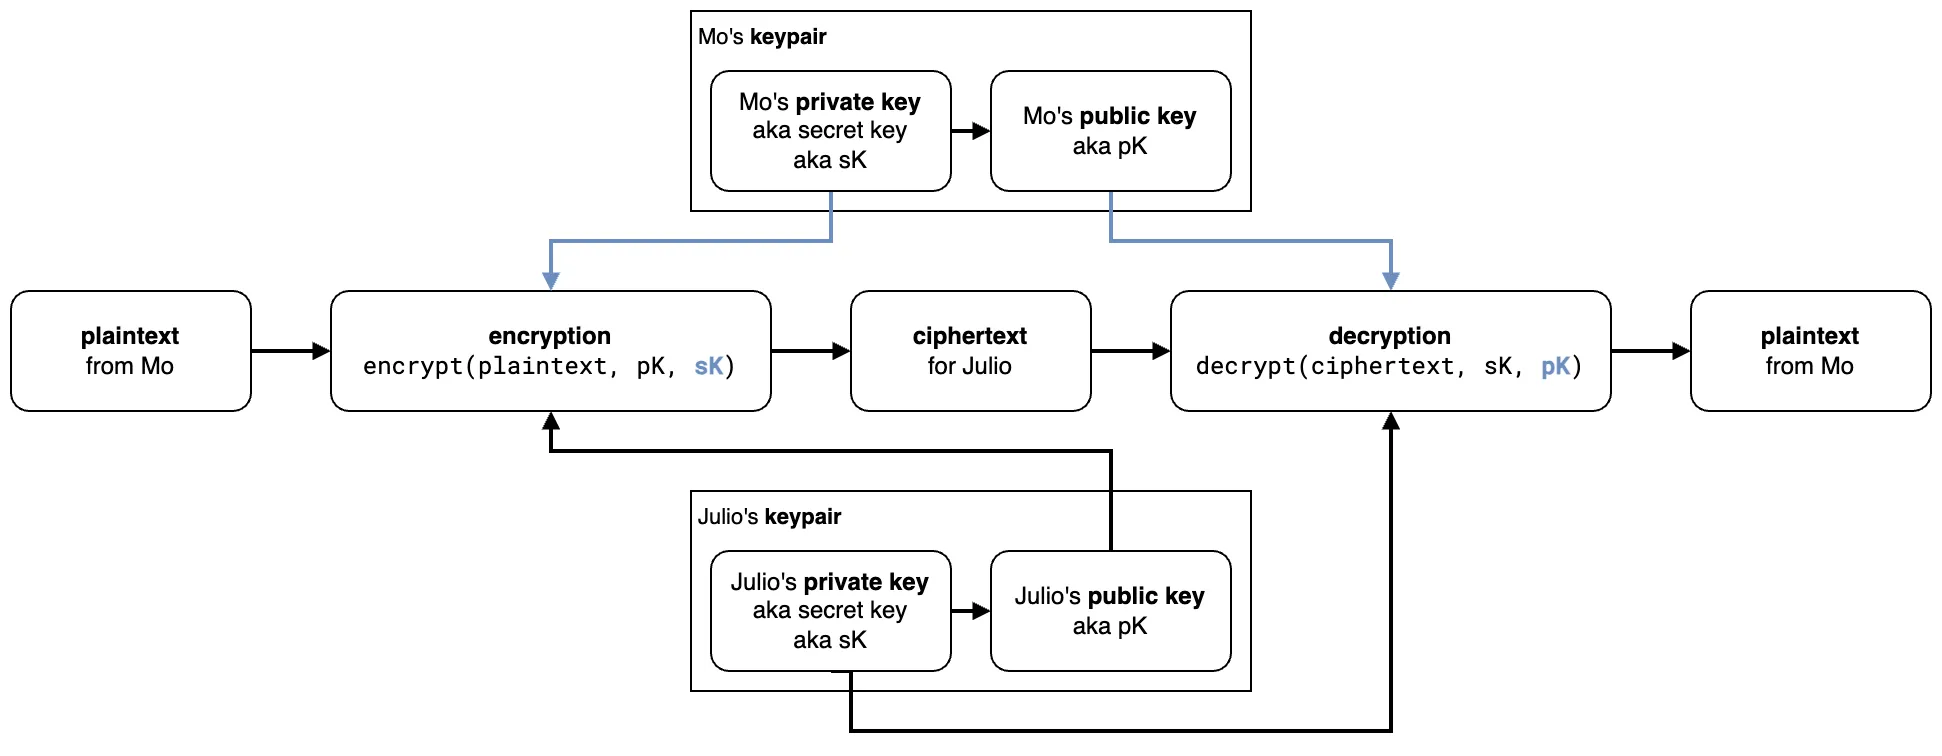 Mo's keypair
Mo's private key
aka secret key
aka sK
Mo's public key
aka pK
plaintext
from Mo
encryption
encrypt(plaintext, pK, sK)
ciphertext
for Julio
decryption
decrypt(ciphertext, sK, pK)
plaintext
from Mo
Julio's keypair
Julio's private key
aka secret key
aka sK
Julio's public key
aka pK